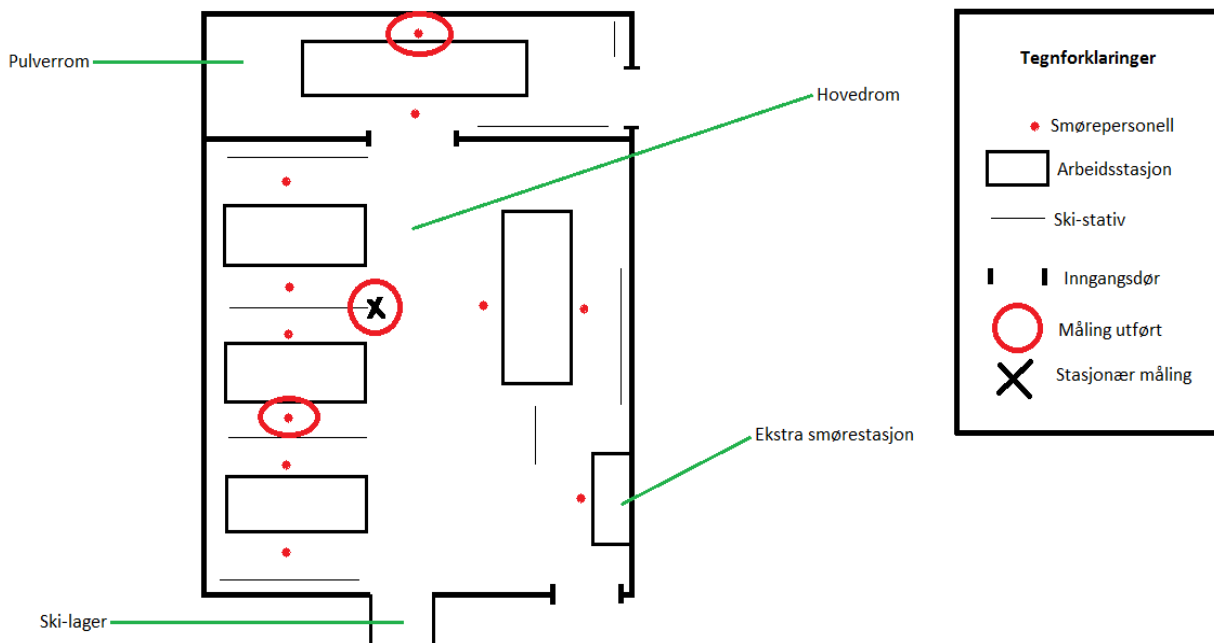 Pulverrom
Hovedrom
Ekstra smørestasjon
Ski-lager
Tegnforklaringer
Smørepersonell
Arbeidsstasjon
Ski-stativ
Inngangsdør
Måling utført
Stasjonær måling